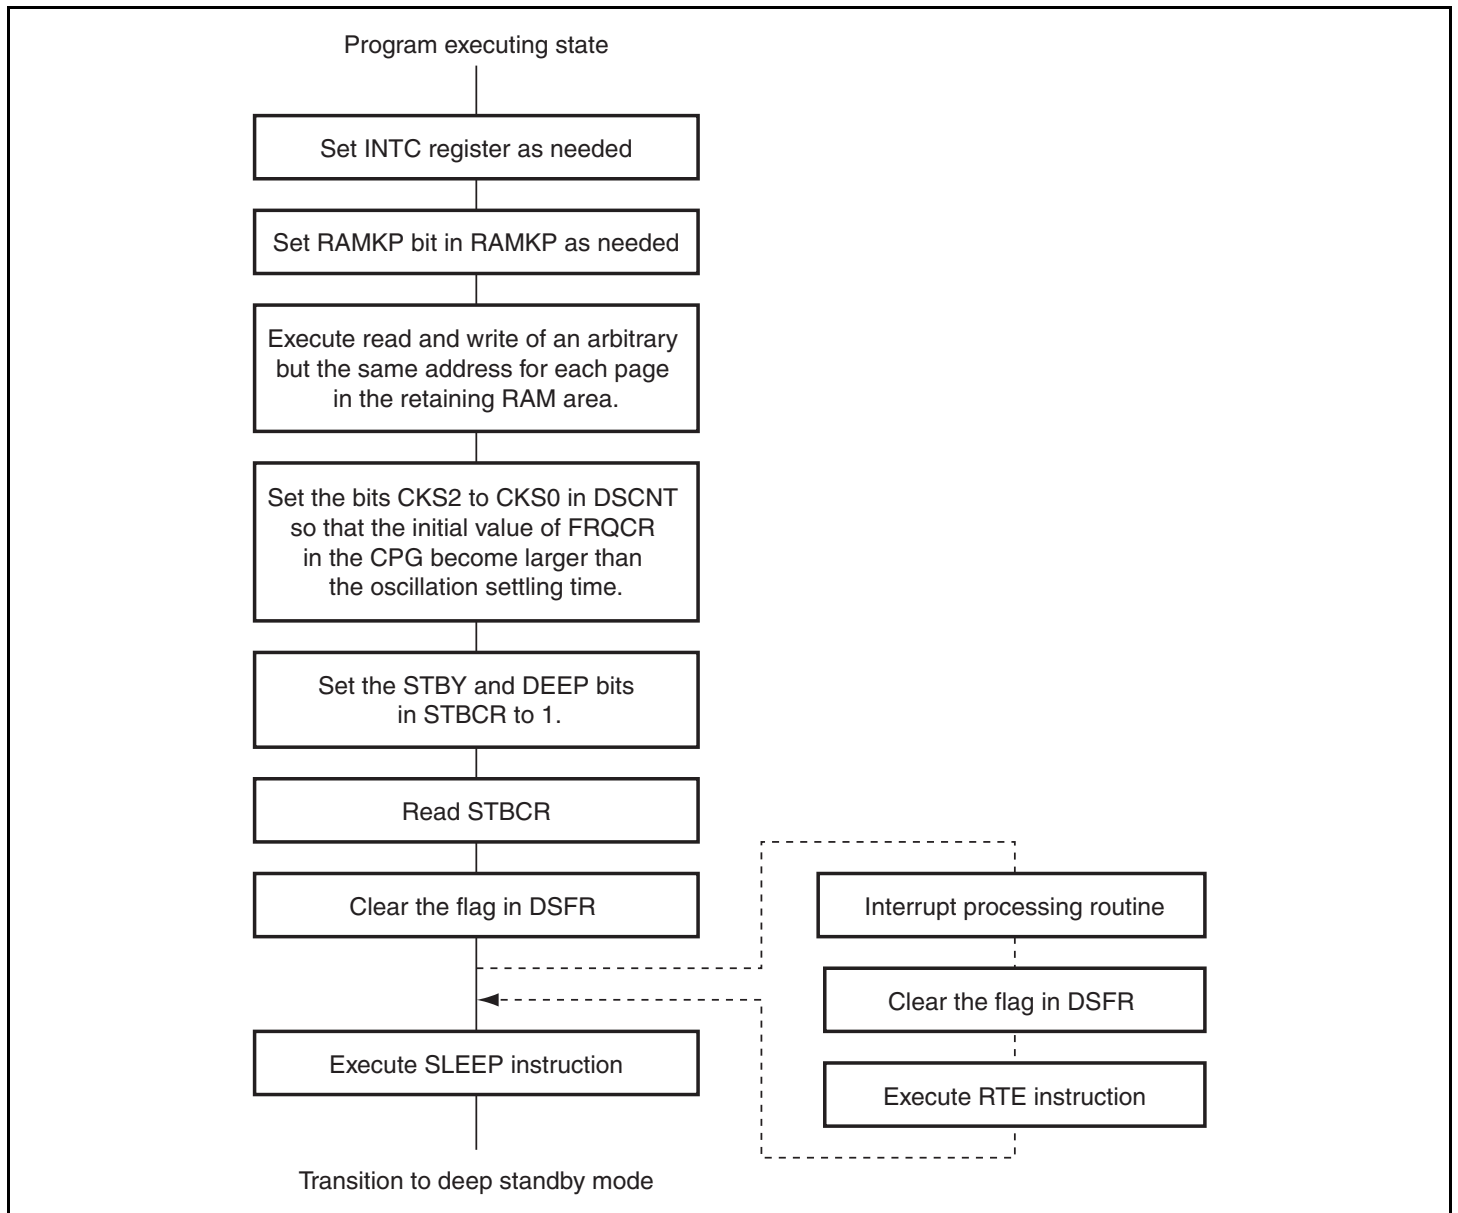 Program executing state
Set INTC register as needed
Set RAMKP bit in RAMKP as needed
Execute read and write of an arbitrary
but the same address for each page
in the retaining RAM area.
Set the bits CKS2 to CKS0 in DSCNT
so that the initial value of FRQCR
in the CPG become larger than
the oscillation settling time.
Set the STBY and DEEP bits
in STBCR to 1.
Read STBCR
Clear the flag in DSFR
Interrupt processing routine
Clear the flag in DSFR
Execute RTE instruction
Execute SLEEP instruction
Transition to deep standby mode